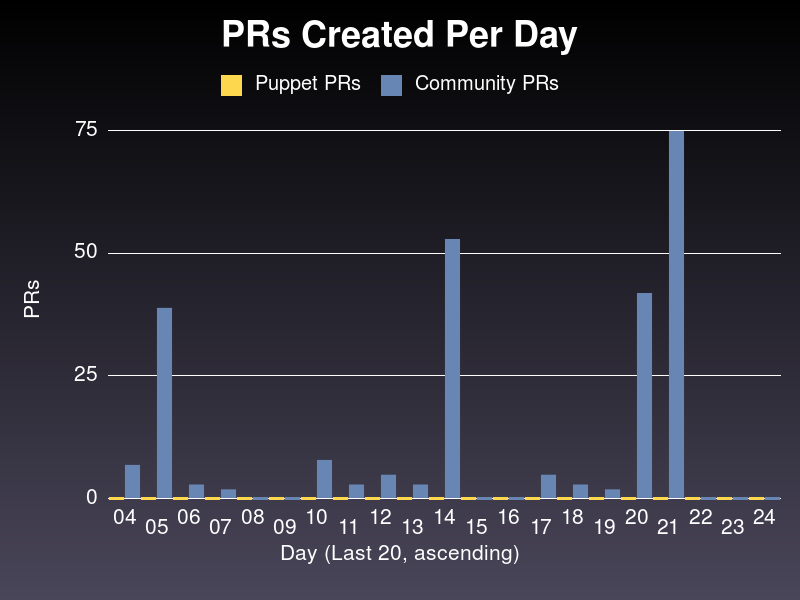 PRs Created Per Day
Puppet PRs Community PRs
75
50
25
0
PRs
04 05 06 07 08 09 10 11 12 13 14 15 16 17 18 19 20 21 22 23 24
Day (Last 20, ascending)